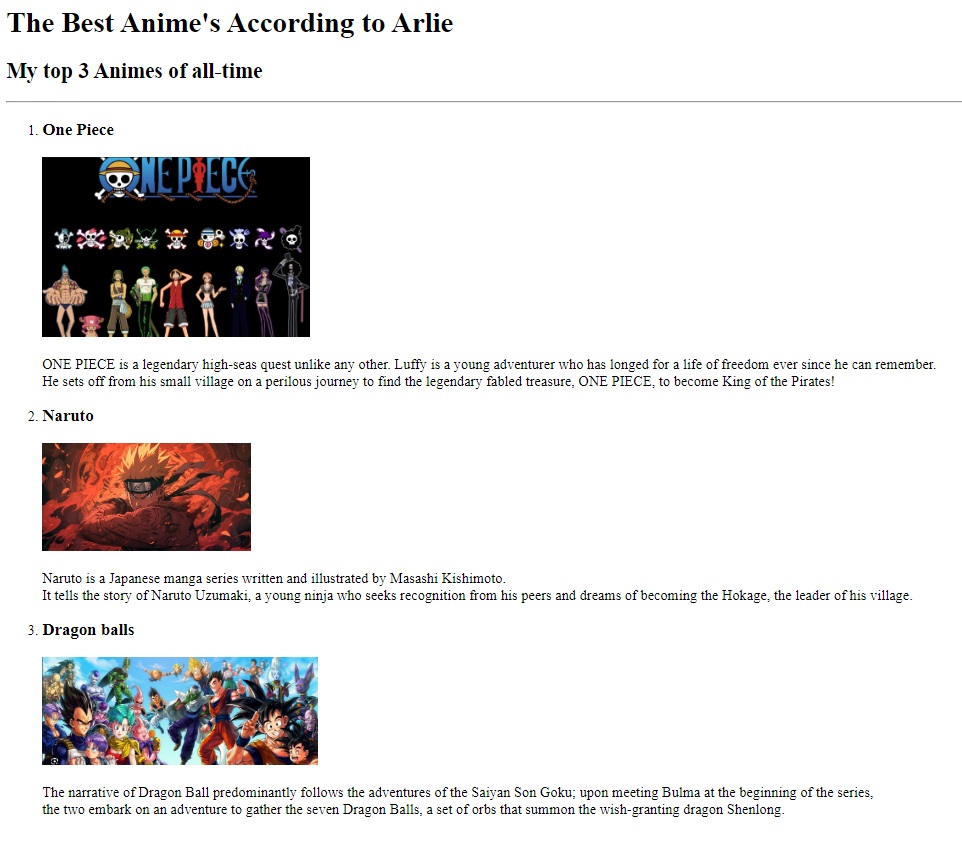 The Best Anime's According to Arlie
My top 3 Animes of all-time
1. One Piece
ONE PIECE
ONE PIECE is a legendary high-seas quest unlike any other. Luffy is a young adventurer who has longed for a life of freedom ever since he can remember.
He sets off from his small village on a perilous journey to find the legendary fabled treasure, ONE PIECE, to become King of the Pirates!
2. Naruto
Naruto is a Japanese manga series written and illustrated by Masashi Kishimoto.
It tells the story of Naruto Uzumaki, a young ninja who seeks recognition from his peers and dreams of becoming the Hokage, the leader of his village.
3. Dragon balls
The narrative of Dragon Ball predominantly follows the adventures of the Saiyan Son Goku; upon meeting Bulma at the beginning of the series,
the two embark on an adventure to gather the seven Dragon Balls, a set of orbs that summon the wish-granting dragon Shenlong.